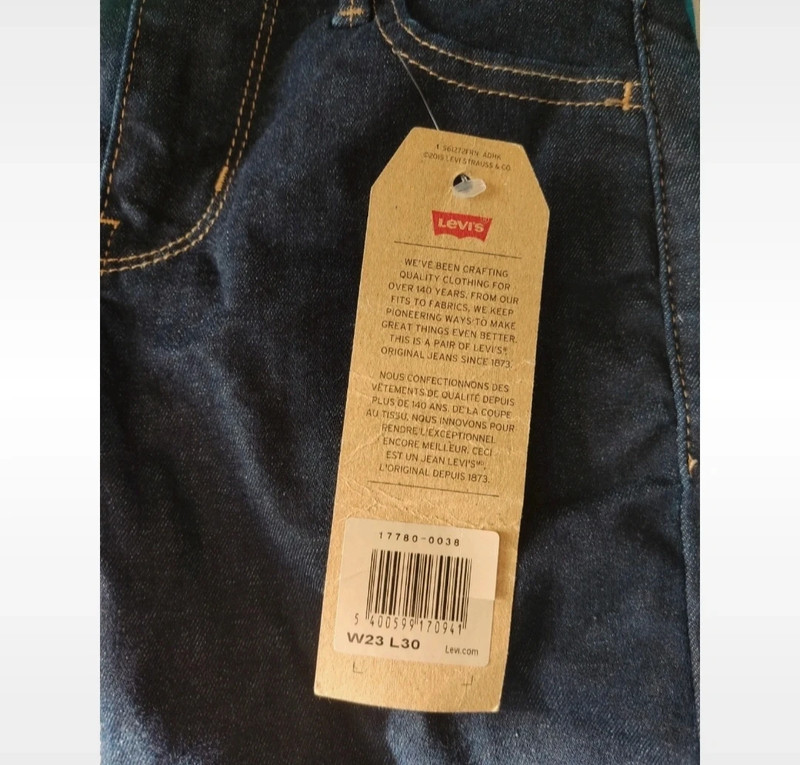 ©2015 LEVI STRAUSS & CO
Levi's
WE'VE BEEN CRAFTING
QUALITY CLOTHING FOR
OVER 140 YEARS. FROM OUR
FITS TO FABRICS, WE KEEP
PIONEERING WAYS TO MAKE
GREAT THINGS EVEN BETTER.
THIS IS A PAIR OF LEVI'S®
ORIGINAL JEANS SINCE 1873.
NOUS CONFECTIONNONS DES
VÊTEMENTS DE QUALITÉ DEPUIS
PLUS DE 140 ANS. DE LA COUPE
AU TISSU, NOUS INNOVONS POUR
RENDRE L'EXCEPTIONNEL
ENCORE MEILLEUR. CECI
EST UN JEAN LEVI'S
L'ORIGINAL DEPUIS 1873.
17780-0038
5 400599 170941
W23 L30
Levi.com